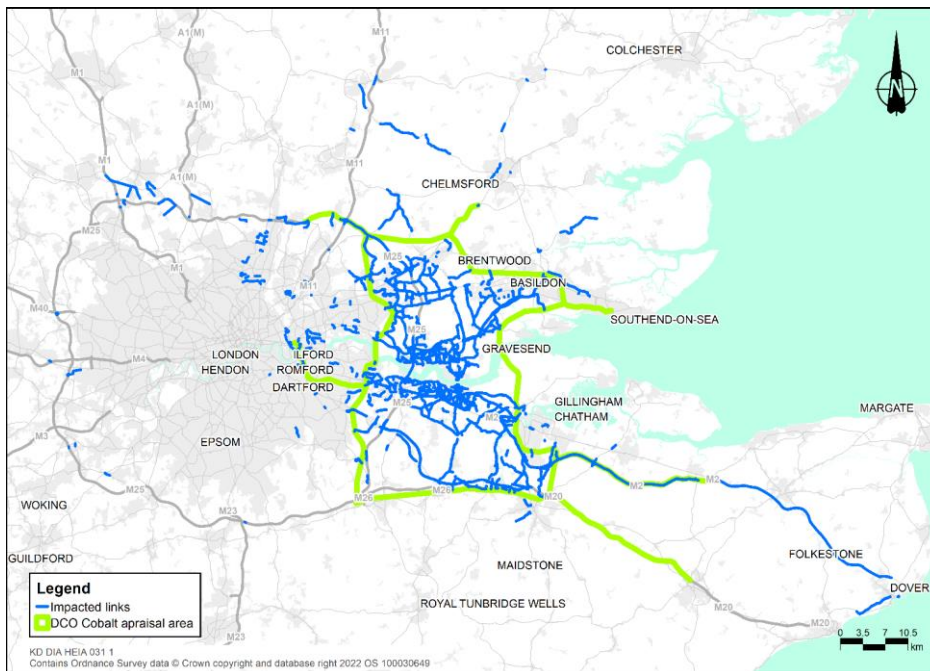 A1(M)
M11
COLCHESTER
M1
A1(M)
N
M1
A1(M)
M11
CHELMSFORD
M25
M1
M25
BRENTWOOD
M11
BASILDON
M40
M25
SOUTHEND-ON-SEA
GRAVESEND
M4
LONDON
ILFORD
HENDON
ROMFORD
DARTFORD
M25
GILLINGHAM
CHATHAM
M2
MARGATE
M3
EPSOM
M2
M2
M25
M26
M26
M20
WOKING
M23
FOLKESTONE
GUILDFORD
MAIDSTONE
DOVER
Legend
Impacted links
DCO Cobalt appraisal area
ROYAL TUNBRIDGE WELLS
M20
M20
M23
0 3.5 7 10.5
km
KD DIA HEIA 031 1
Contains Ordnance Survey data © Crown copyright and database right 2022 OS 100030649